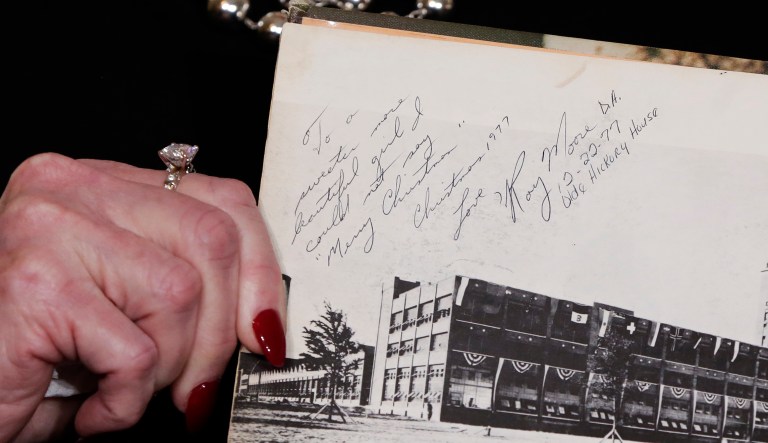 To a
sweeter more
beautiful girl I
could not say
"Merry Christmas"
Christmas 1977
Love,
Roy Moore D.A.
12-22-77
Olde Hickory House
3